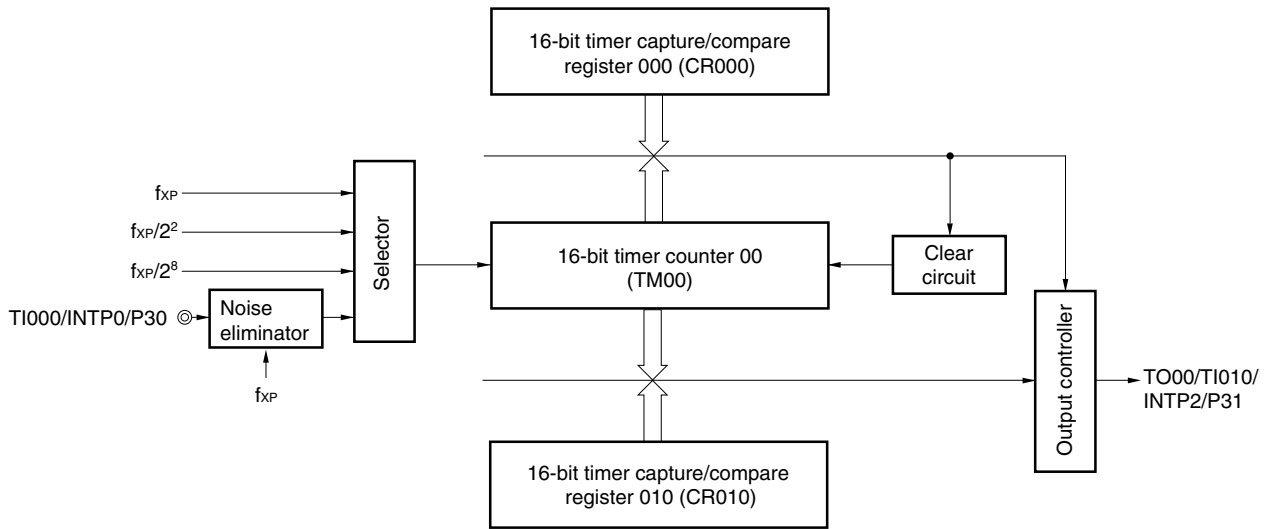 16-bit timer capture/compare
register 000 (CR000)
fXP
fXP/2²
fXP/2⁸
TI000/INTP0/P30
Noise
eliminator
fXP
Selector
16-bit timer counter 00
(TM00)
Clear
circuit
Output controller
TO00/TI010/
INTP2/P31
16-bit timer capture/compare
register 010 (CR010)